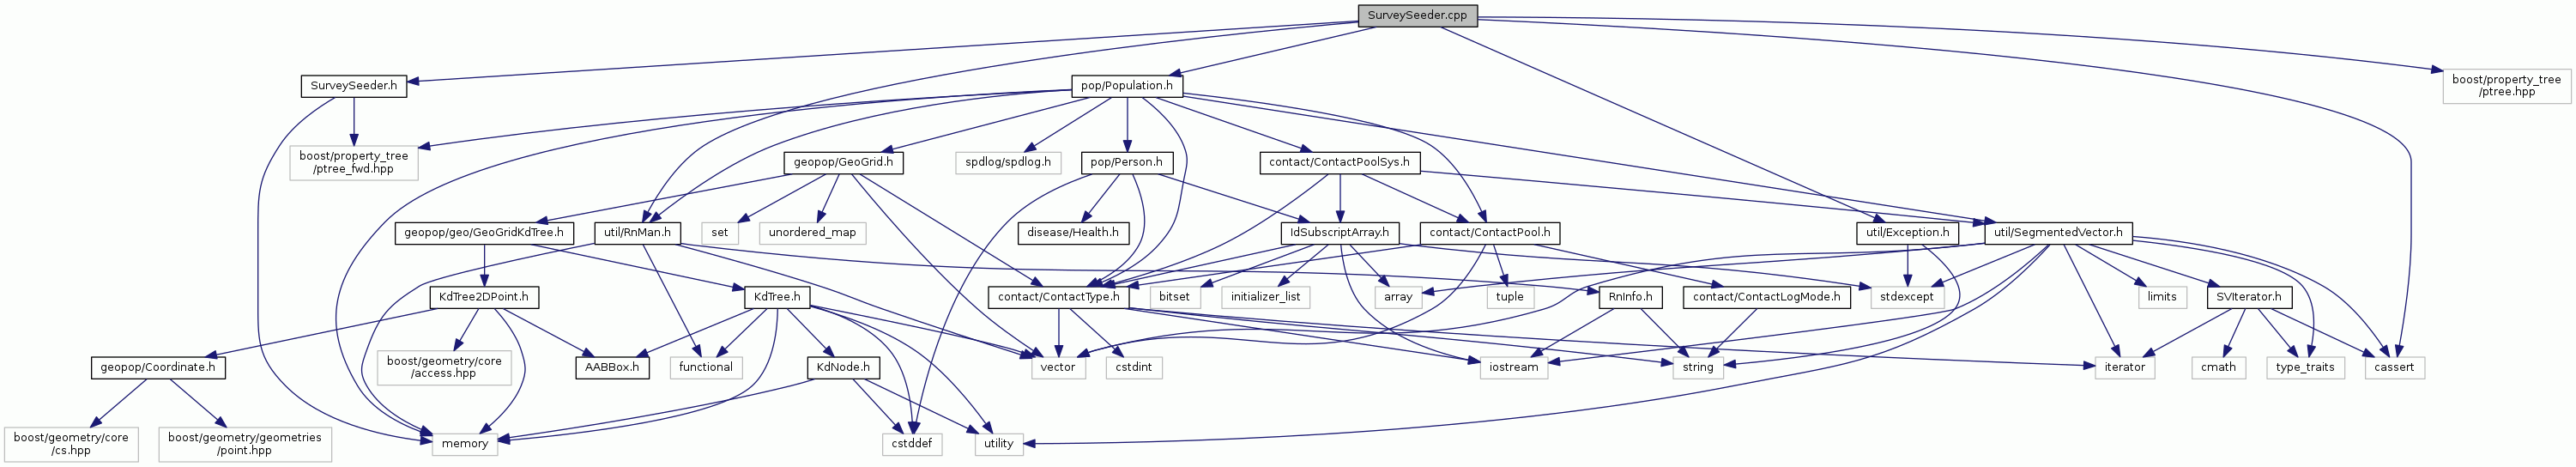 SurveySeeder.cpp
SurveySeeder.h
pop/Population.h
boost/property_tree
/ptree.hpp
boost/property_tree
/ptree_fwd.hpp
geopop/GeoGrid.h
spdlog/spdlog.h
pop/Person.h
contact/ContactPoolSys.h
geopop/geo/GeoGridKdTree.h
util/RnMan.h
set
unordered_map
disease/Health.h
IdSubscriptArray.h
contact/ContactPool.h
util/Exception.h
util/SegmentedVector.h
KdTree2DPoint.h
KdTree.h
contact/ContactType.h
bitset
initializer_list
array
tuple
RnInfo.h
contact/ContactLogMode.h
stdexcept
limits
SVIterator.h
geopop/Coordinate.h
boost/geometry/core
/access.hpp
AABBox.h
functional
KdNode.h
vector
cstdint
iostream
string
iterator
cmath
type_traits
cassert
boost/geometry/core
/cs.hpp
boost/geometry/geometries
/point.hpp
memory
cstddef
utility